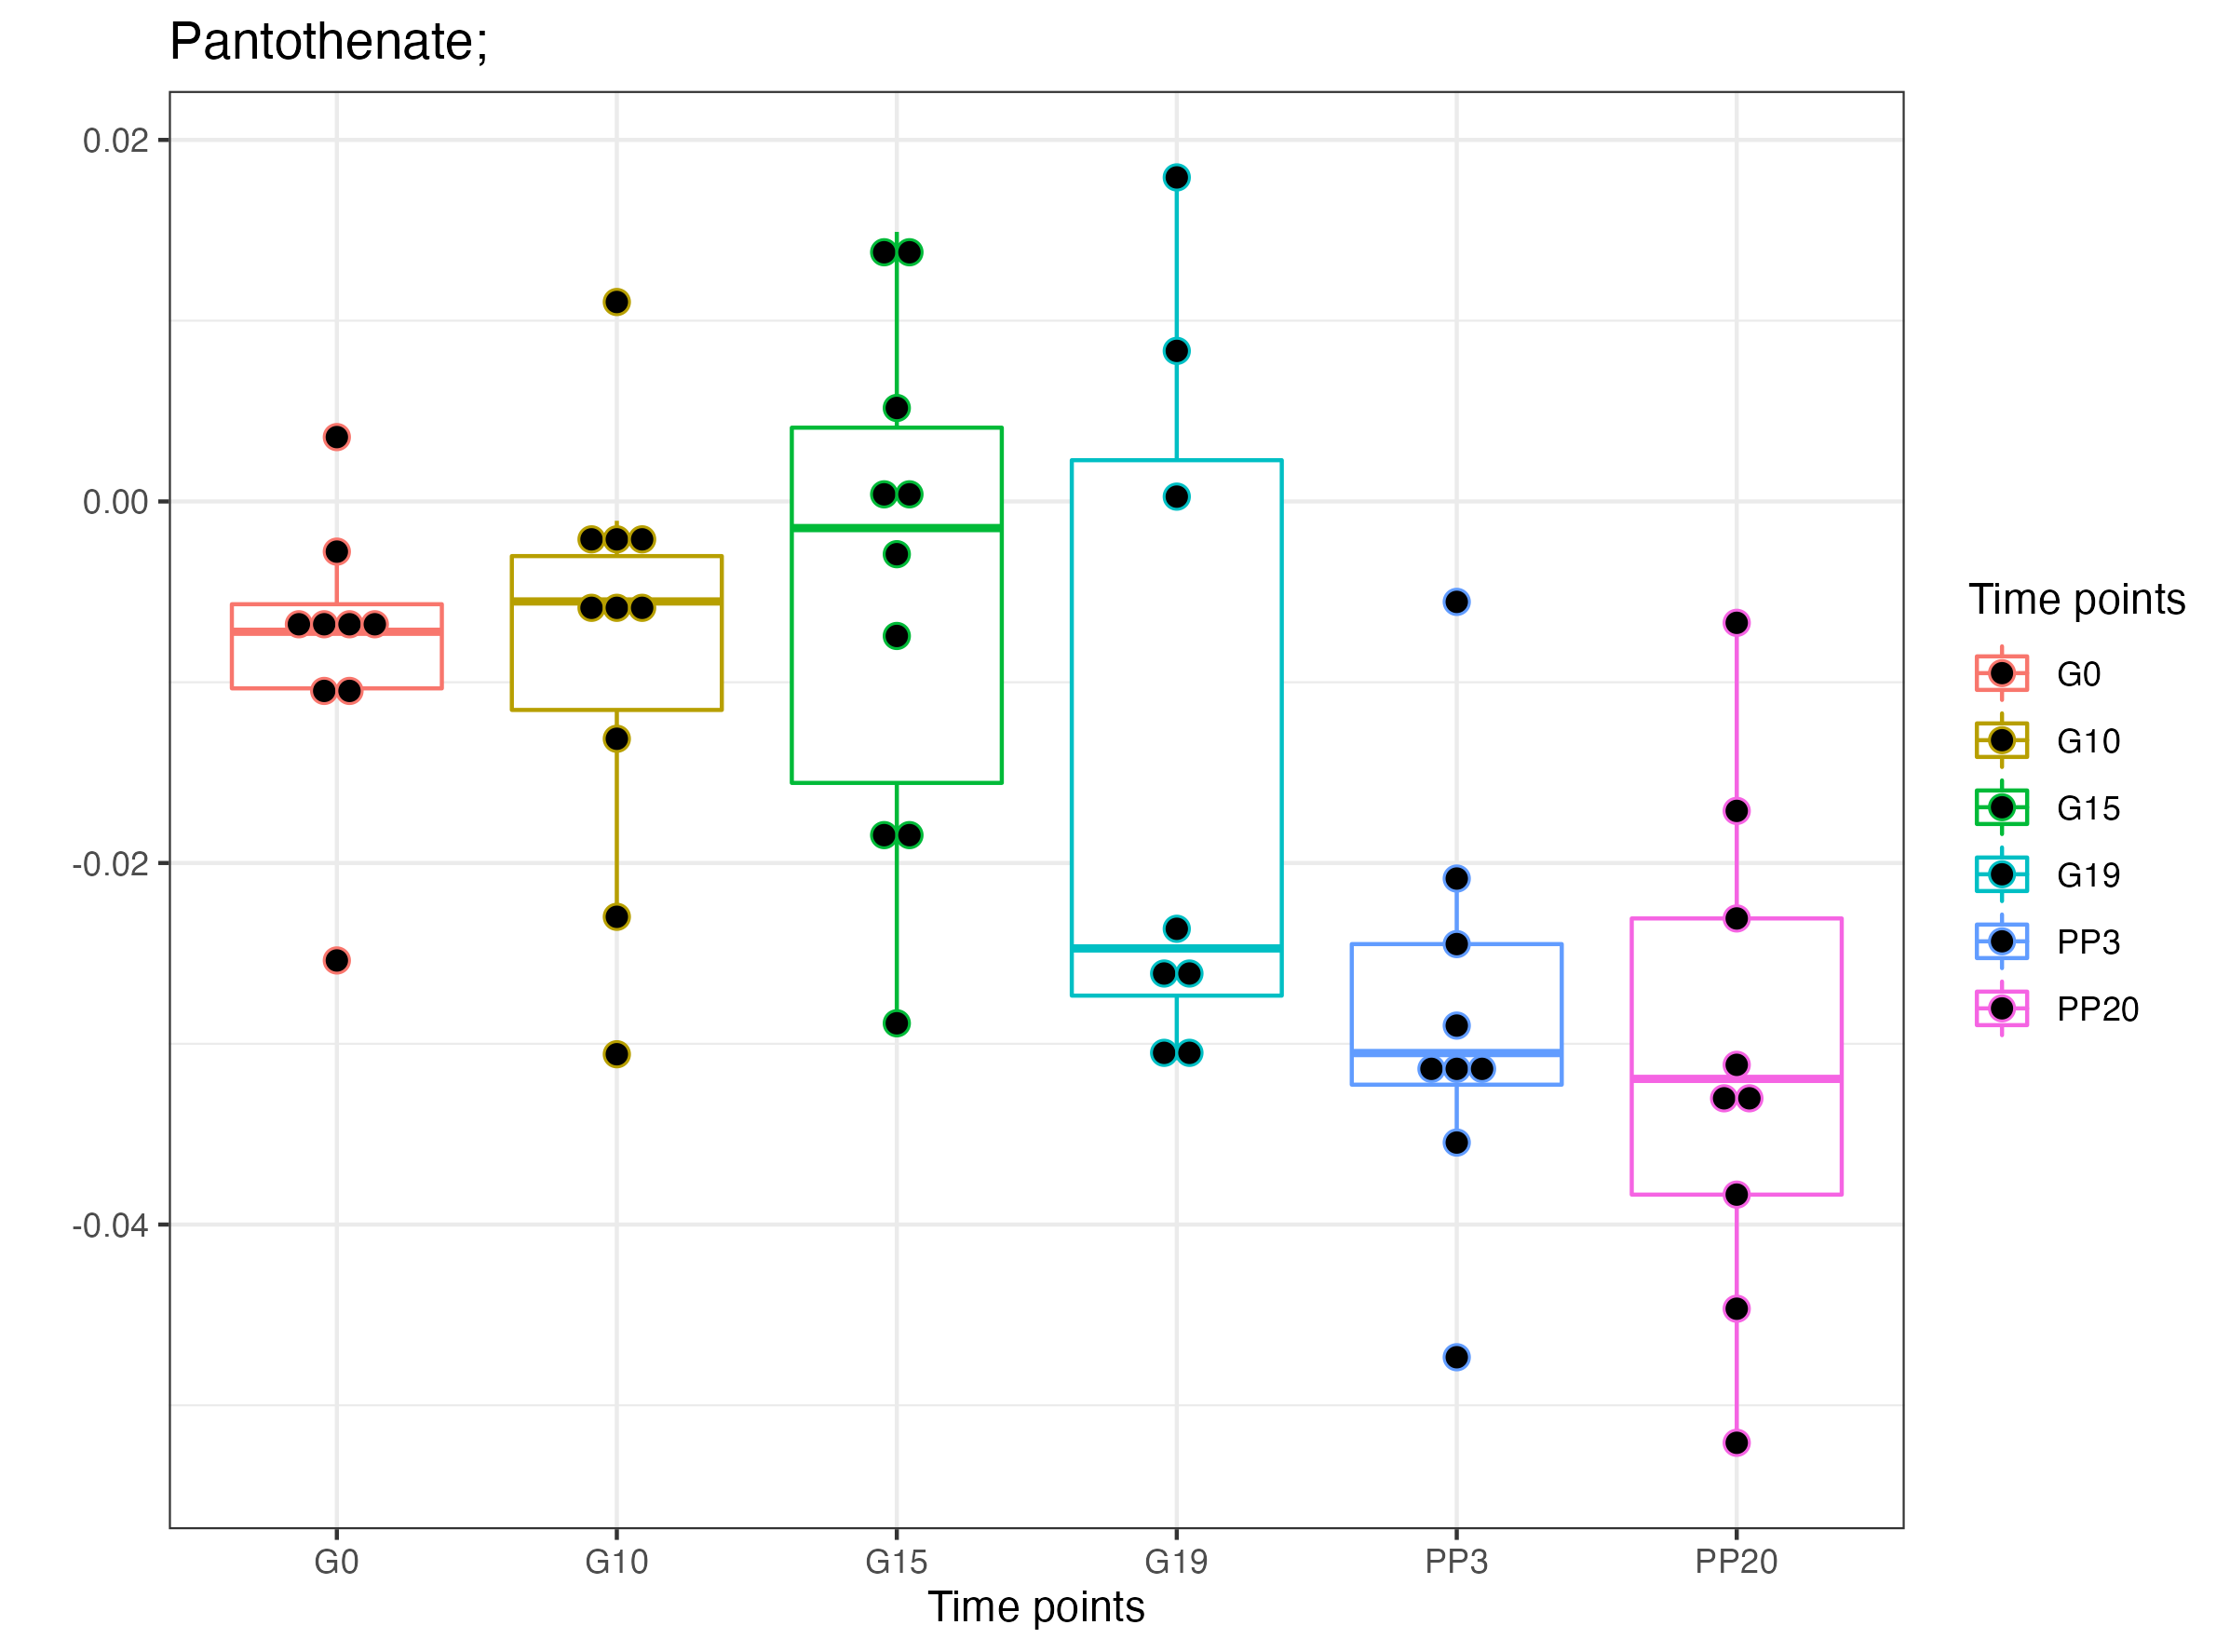 Pantothenate;
0.02
0.00
-0.02
-0.04
G0 G10 G15 G19 PP3 PP20
Time points
Time points
G0
G10
G15
G19
PP3
PP20